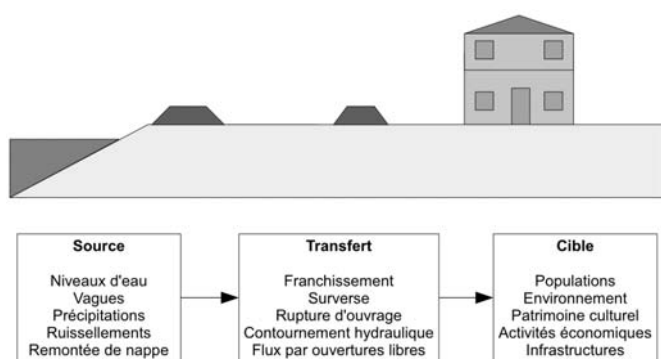 Source
Niveaux d'eau
Vagues
Précipitations
Ruissellements
Remontée de nappe
Transfert
Franchissement
Surverse
Rupture d'ouvrage
Contournement hydraulique
Flux par ouvertures libres
Cible
Populations
Environnement
Patrimoine culturel
Activités économiques
Infrastructures